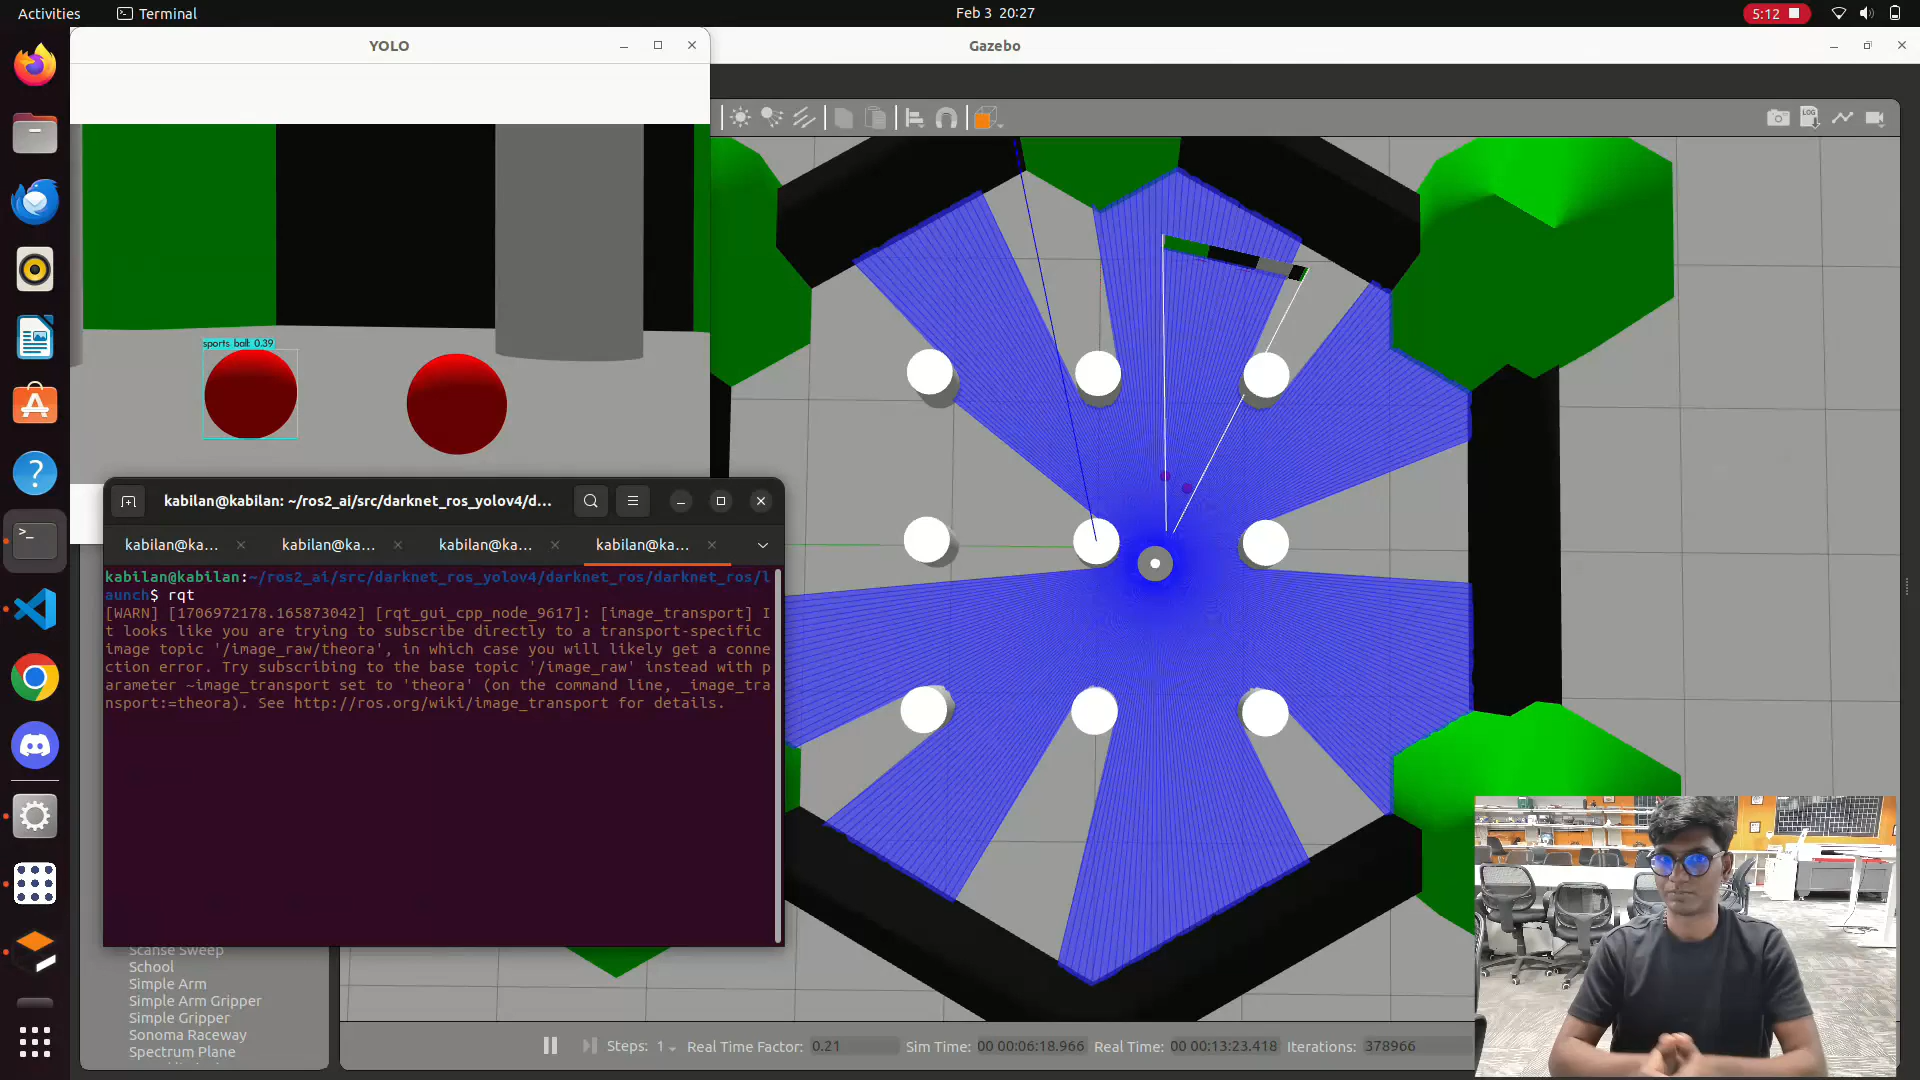 Activities
Terminal
Feb 3 20:27
5:12
YOLO
Gazebo
LOG
sports ball: 0.39
kabilan@kabilan: ~/ros2_ai/src/darknet_ros_yolov4/d...
kabilan@ka...
kabilan@ka...
kabilan@ka...
kabilan@ka...
kabilan@kabilan:~/ros2_ai/src/darknet_ros_yolov4/darknet_ros/darknet_ros/l
aunch$ rqt
[WARN] [1706972178.165873042] [rqt_gui_cpp_node_9617]: [image_transport] I
t looks like you are trying to subscribe directly to a transport-specific
image topic '/image_raw/theora', in which case you will likely get a conne
ction error. Try subscribing to the base topic '/image_raw' instead with p
arameter ~image_transport set to 'theora' (on the command line, _image_tra
nsport:=theora). See http://ros.org/wiki/image_transport for details.
Scanse Sweep
School
Simple Arm
Simple Arm Gripper
Simple Gripper
Sonoma Raceway
Spectrum Plane
Steps: 1
Real Time Factor: 0.21
Sim Time: 00 00:06:18.966
Real Time: 00 00:13:23.418
Iterations: 378966